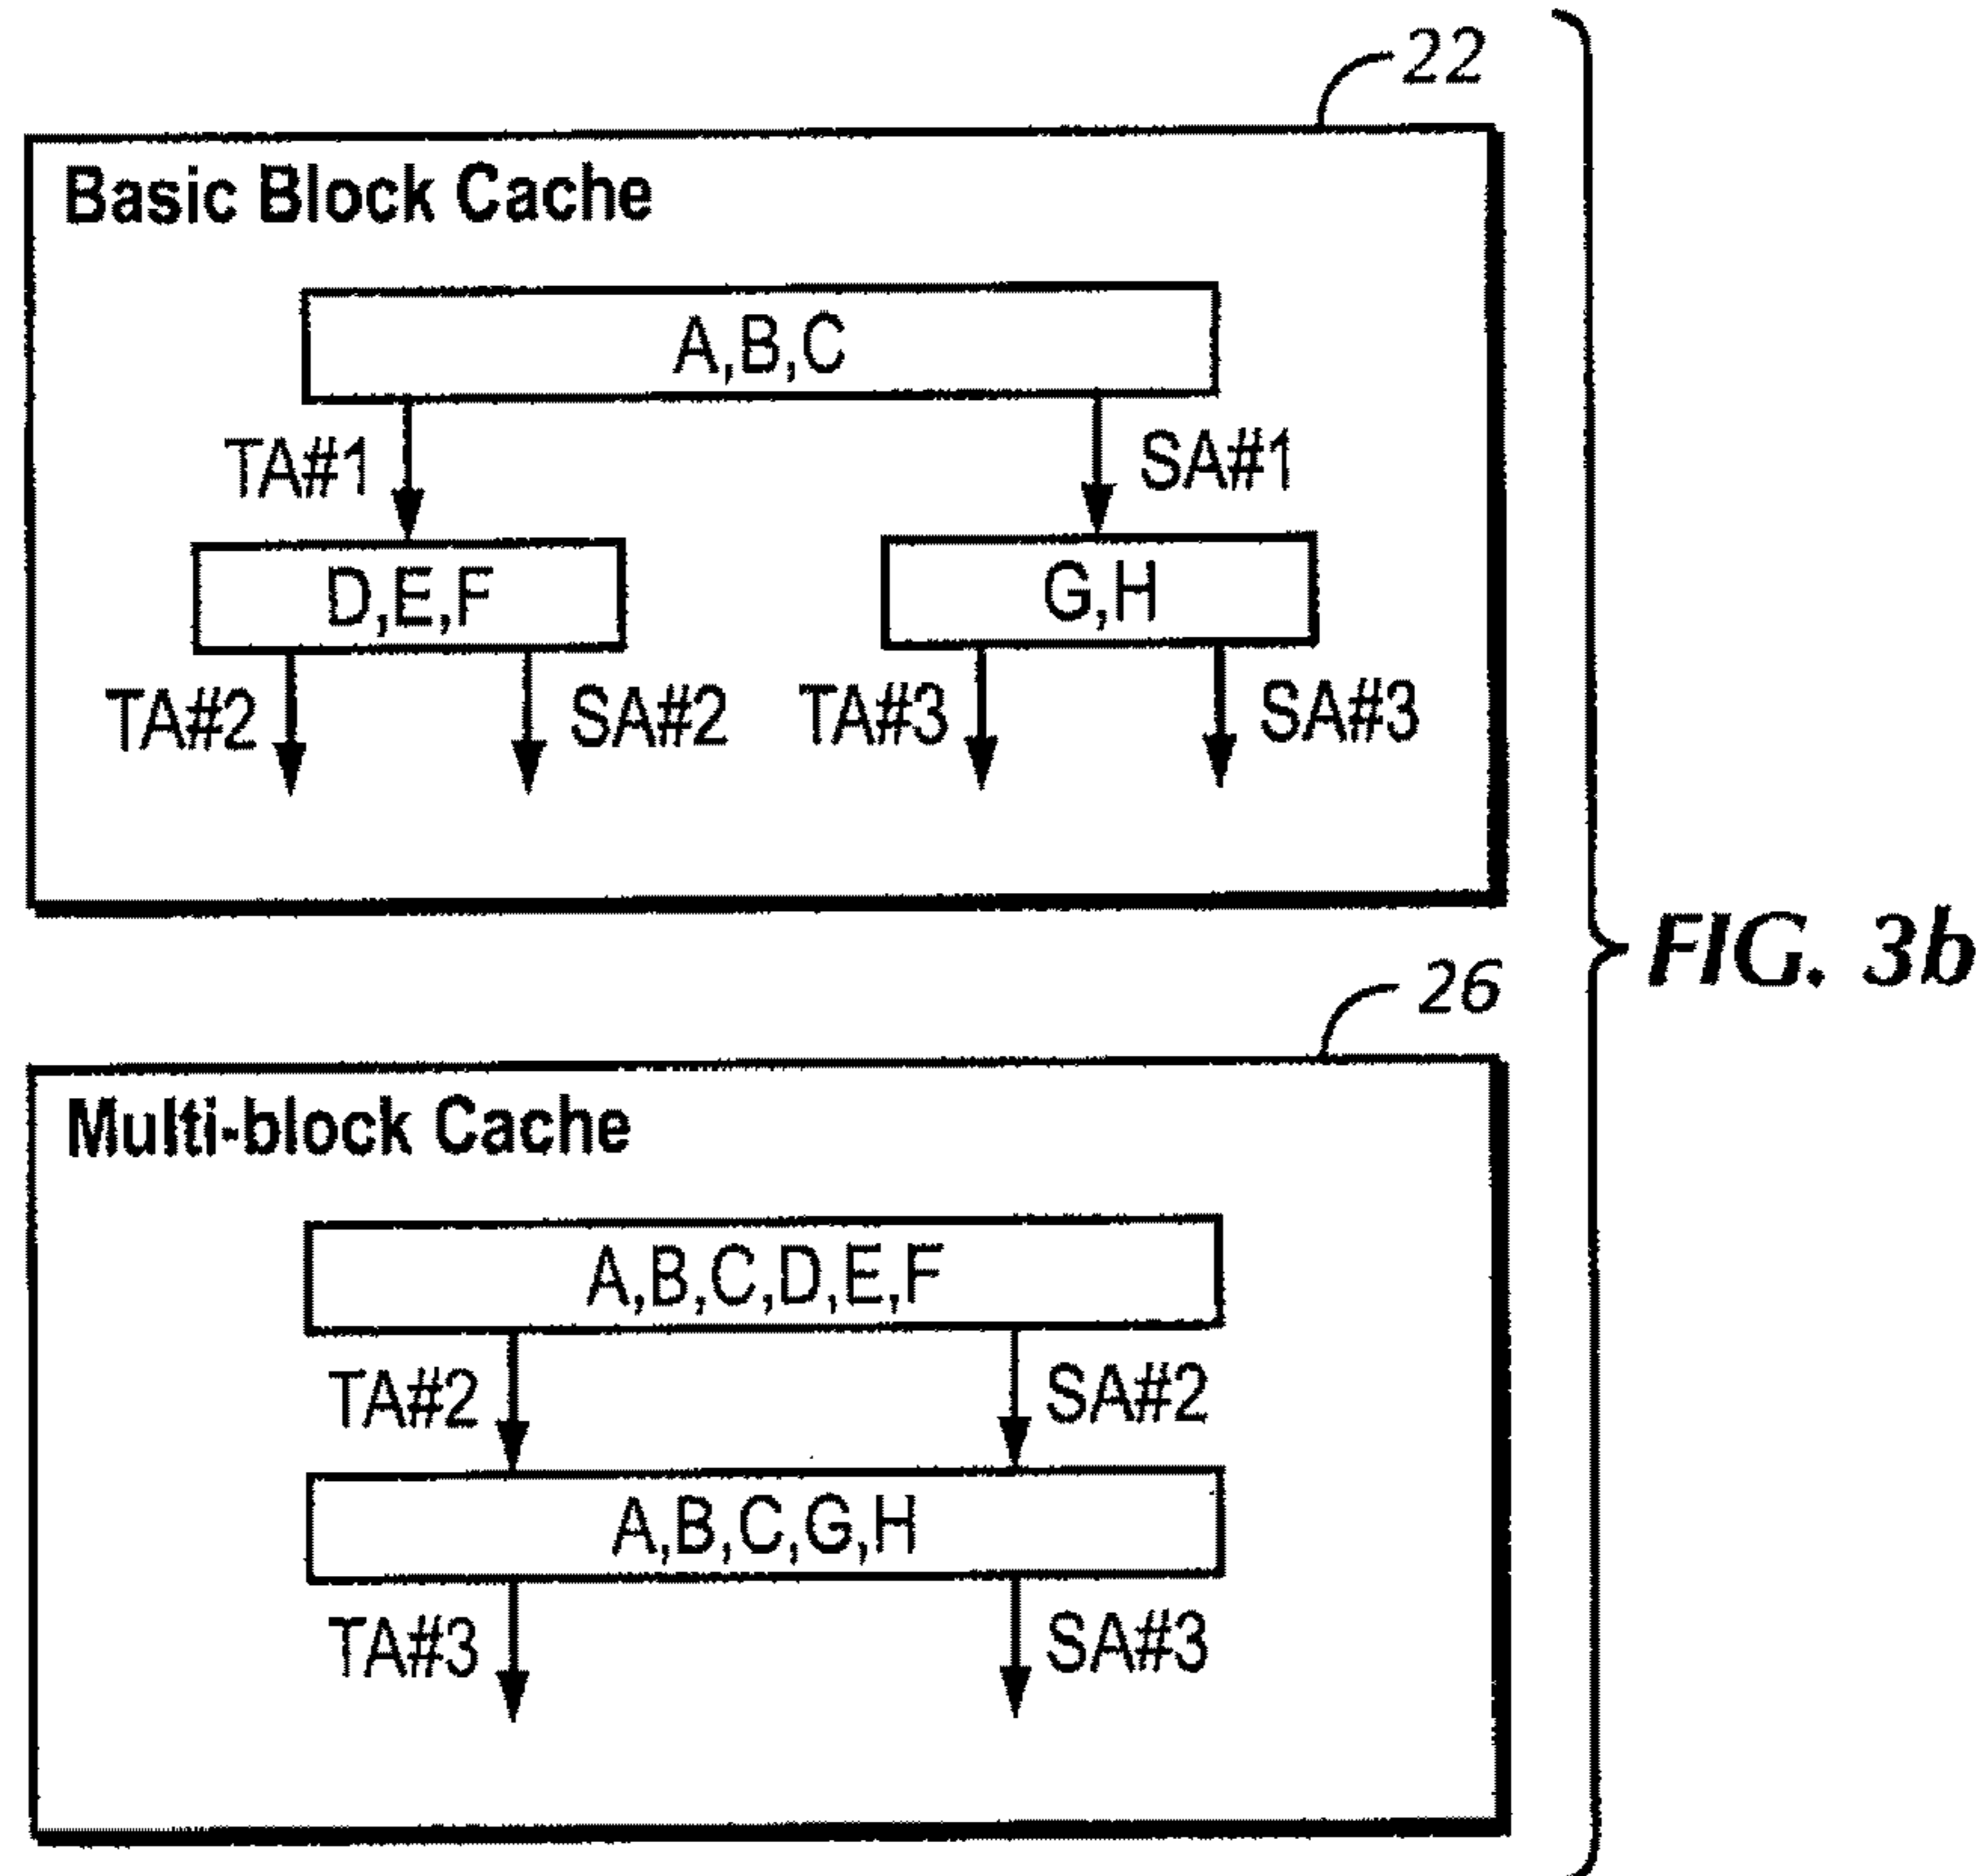 22
Basic Block Cache
A,B,C
TA#1 SA#1
D,E,F G,H
TA#2 SA#2 TA#3 SA#3
FIG. 3b
26
Multi-block Cache
A,B,C,D,E,F
TA#2 SA#2
A,B,C,G,H
TA#3 SA#3